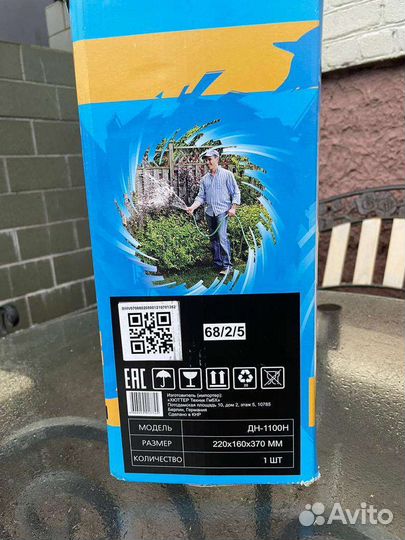 68/2/5
EAC
Изготовитель (импортер):
«ХЮТТЕР Техник ГмбХ»
Потсдамская площадь 10, дом 2, этаж 5, 10785
Берлин, Германия
Сделано в КНР
МОДЕЛЬ ДН-1100Н
РАЗМЕР 220x160x370 ММ
КОЛИЧЕСТВО 1 ШТ
Avito